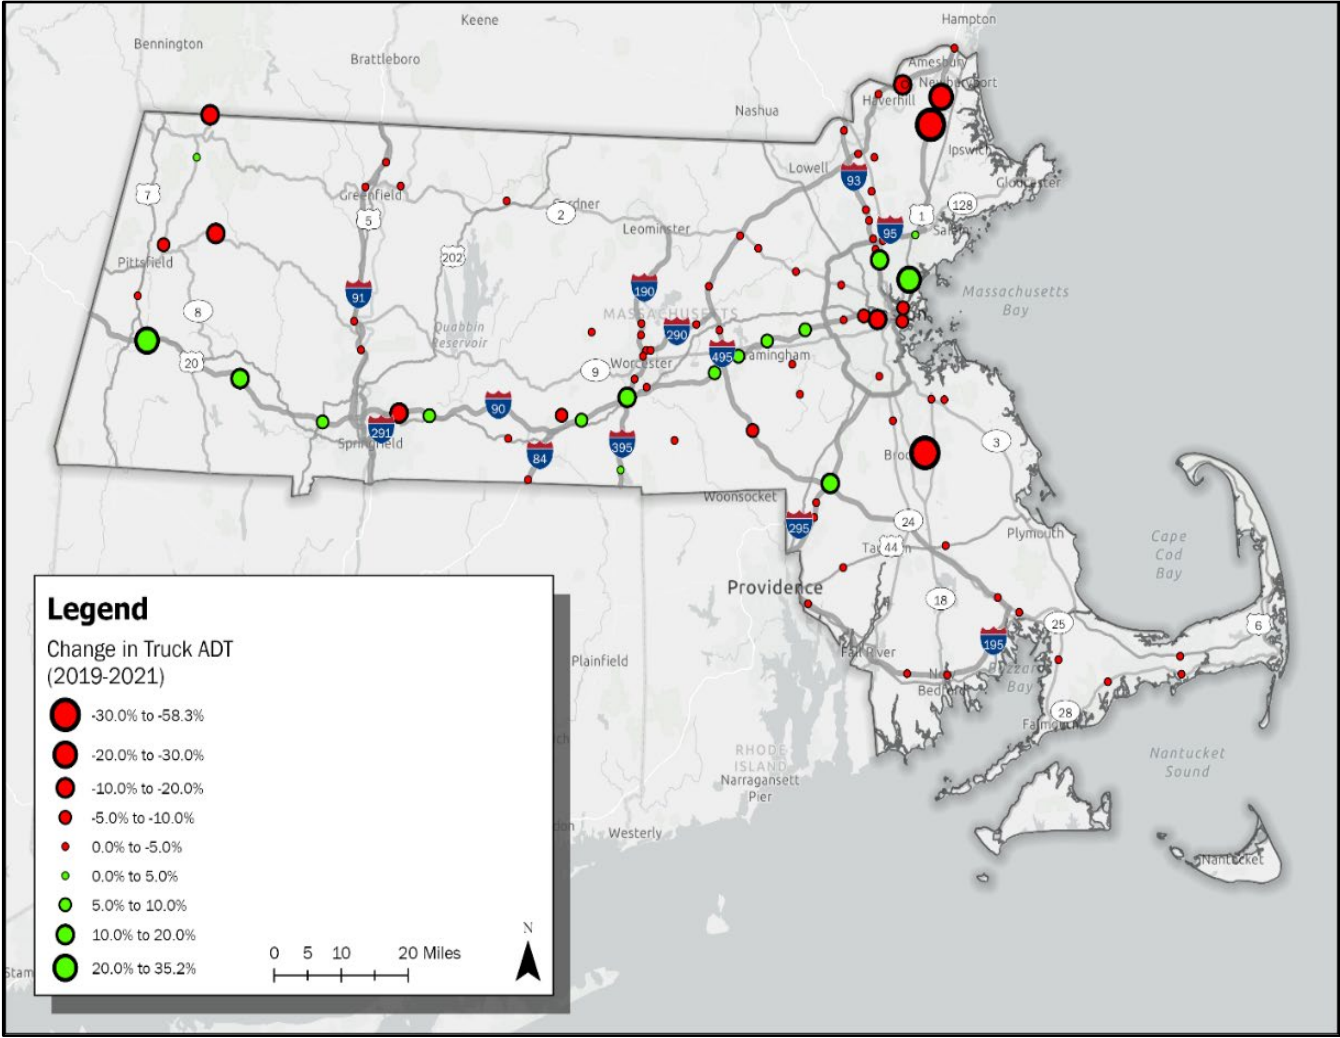 Keene
Hampton
Bennington
Brattleboro
Amesbury
Newburyport
Haverhill
Nashua
Ipswich
Lowell
93
Gloucester
7
Greenfield
5
Gardner
2
1
128
95
Salem
Leominster
202
Pittsfield
91
190
Massachusetts
Bay
8
MASSACHUSETTS
290
Quabbin
Reservoir
20
495
Framingham
Worcester
9
90
291
Springfield
84
395
3
Woonsocket
295
24
44
Plymouth
Cape
Cod
Bay
Providence
18
25
6
195
Fall River
Buzzards
Bay
New
Bedford
28
Falmouth
Plainfield
RHODE
ISLAND
Narragansett
Pier
Nantucket
Sound
Westerly
Nantucket
Legend
Change in Truck ADT
(2019-2021)
-30.0% to -58.3%
-20.0% to -30.0%
-10.0% to -20.0%
-5.0% to -10.0%
0.0% to -5.0%
0.0% to 5.0%
5.0% to 10.0%
10.0% to 20.0%
20.0% to 35.2%
N
0 5 10 20 Miles
Stam